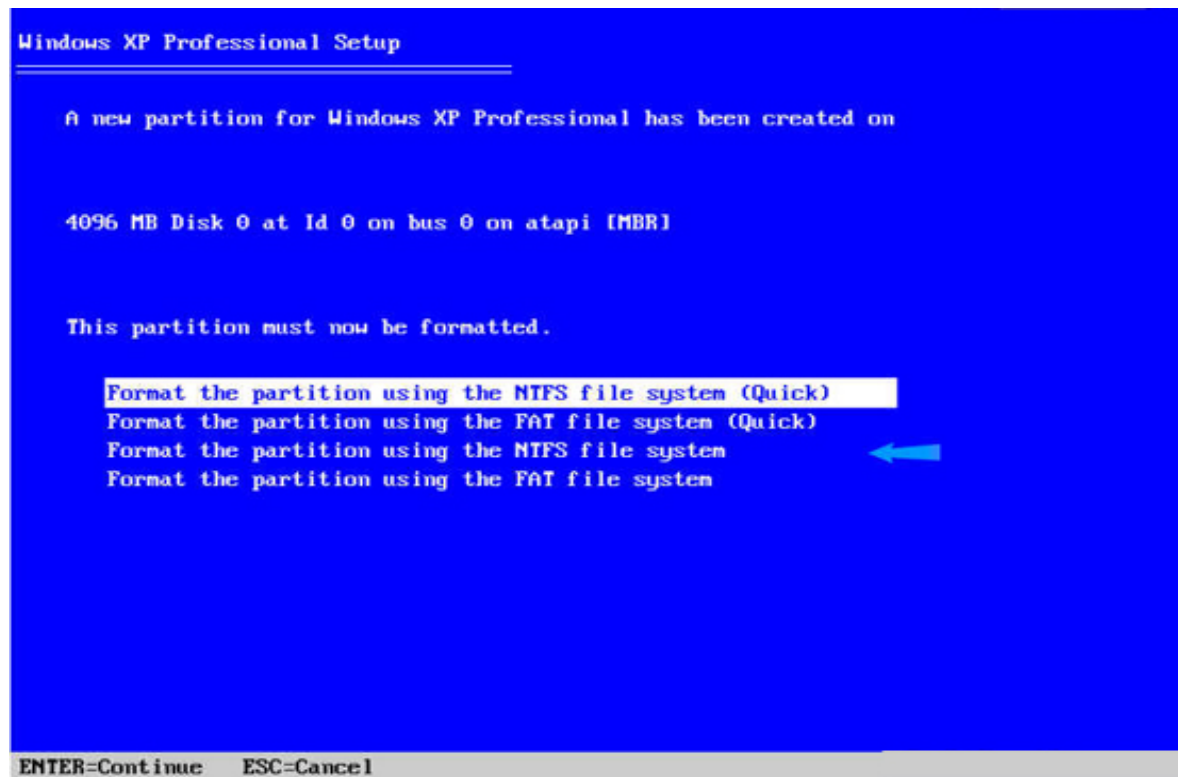 Windows XP Professional Setup
A new partition for Windows XP Professional has been created on
4096 MB Disk 0 at Id 0 on bus 0 on atapi [MBR]
This partition must now be formatted.
Format the partition using the NTFS file system (Quick)
Format the partition using the FAT file system (Quick)
Format the partition using the NTFS file system
Format the partition using the FAT file system
ENTER=Continue   ESC=Cancel